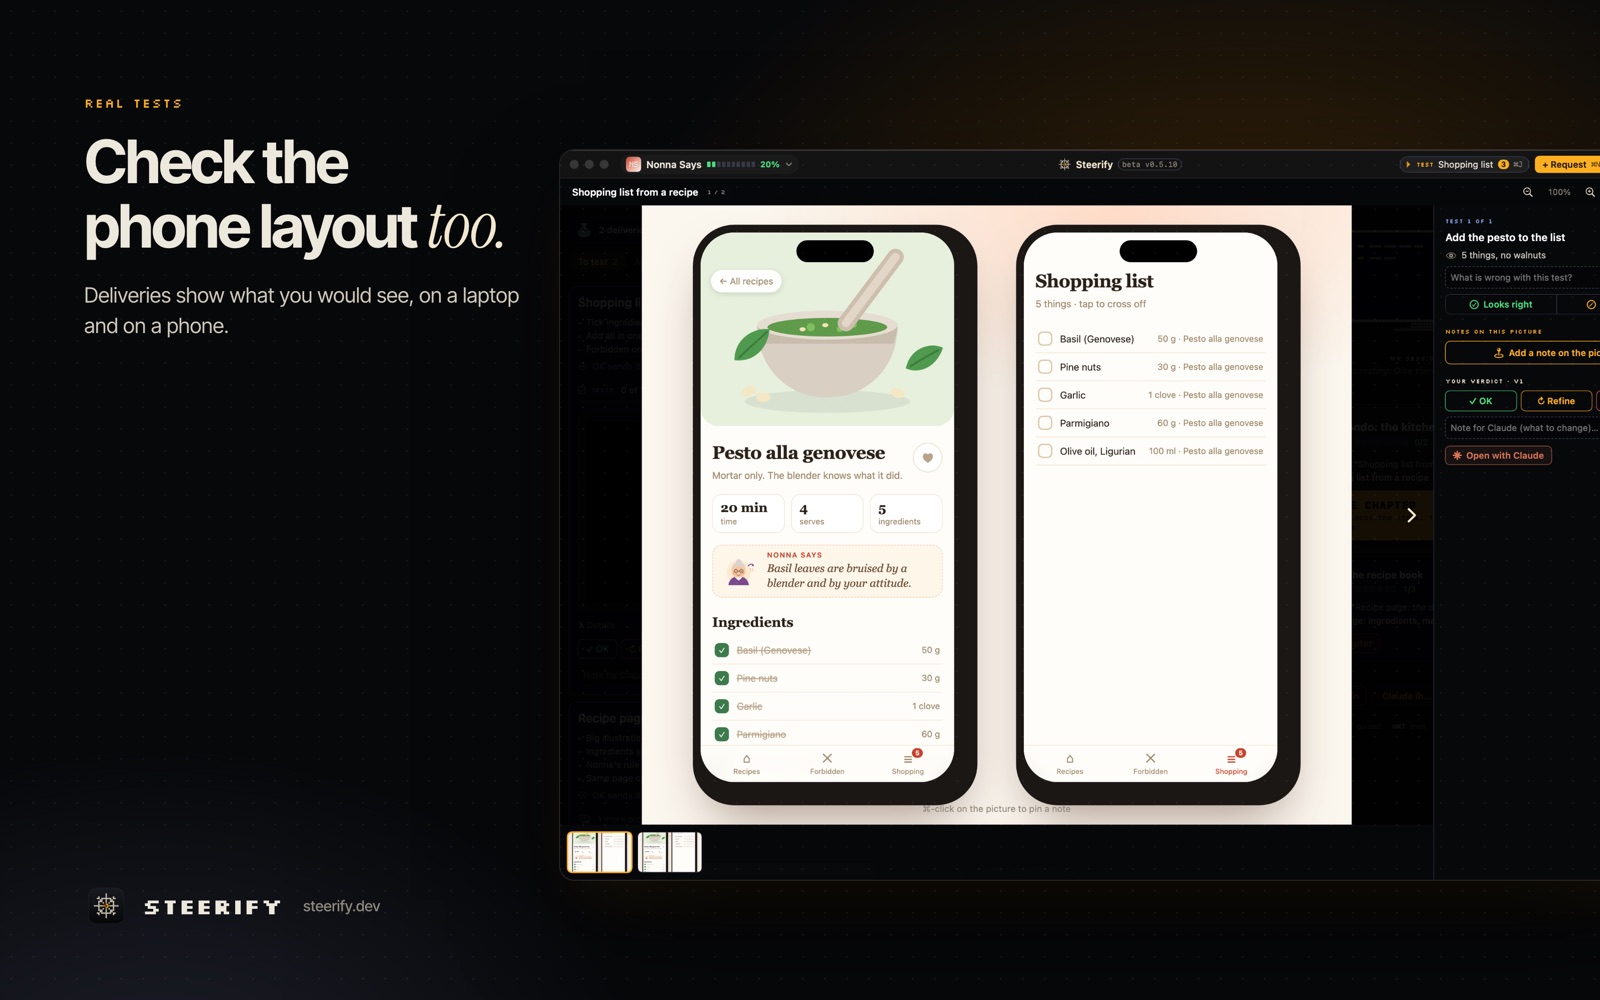 REAL TESTS
Check the
phone layout too.
Deliveries show what you would see, on a laptop
and on a phone.
STEERIFY
steerify.dev
Nonna Says
20%
Steerify
beta v0.5.10
TEST
Shopping list
3
+ Request
Shopping list from a recipe
1 / 2
100%
← All recipes
Pesto alla genovese
Mortar only. The blender knows what it did.
20 min
time
4
serves
5
ingredients
NONNA SAYS
Basil leaves are bruised by a
blender and by your attitude.
Ingredients
Basil (Genovese)
50 g
Pine nuts
30 g
Garlic
1 clove
Parmigiano
60 g
Recipes
Forbidden
5
Shopping
Shopping list
5 things · tap to cross off
Basil (Genovese)
50 g · Pesto alla genovese
Pine nuts
30 g · Pesto alla genovese
Garlic
1 clove · Pesto alla genovese
Parmigiano
60 g · Pesto alla genovese
Olive oil, Ligurian
100 ml · Pesto alla genovese
Recipes
Forbidden
5
Shopping
⌘-click on the picture to pin a note
TEST 1 OF 1
Add the pesto to the list
5 things, no walnuts
What is wrong with this test?
Looks right
NOTES ON THIS PICTURE
Add a note on the pic
YOUR VERDICT · V1
OK
Refine
Note for Claude (what to change)...
Open with Claude